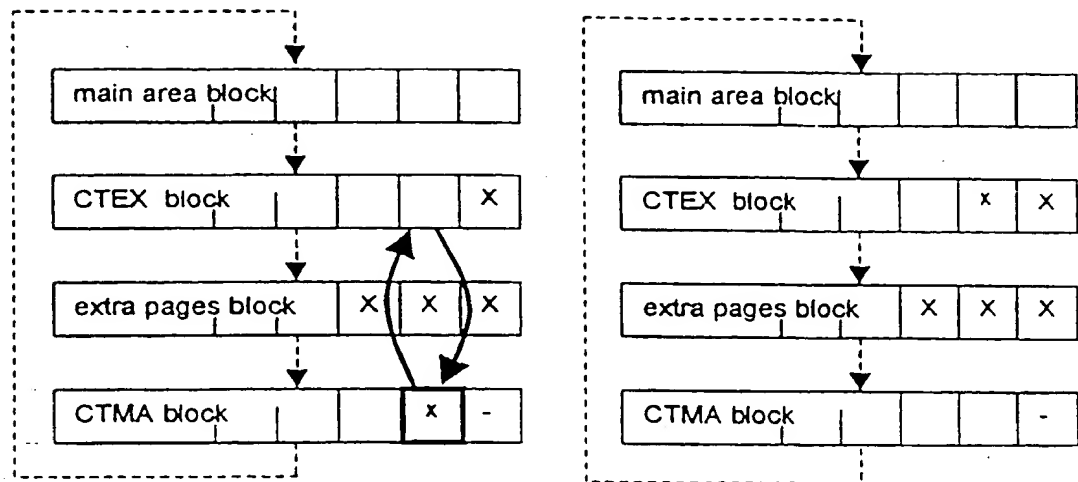 main area block
CTEX block X
extra pages block X X X
CTMA block x -
main area block
CTEX block x X
extra pages block X X X
CTMA block -